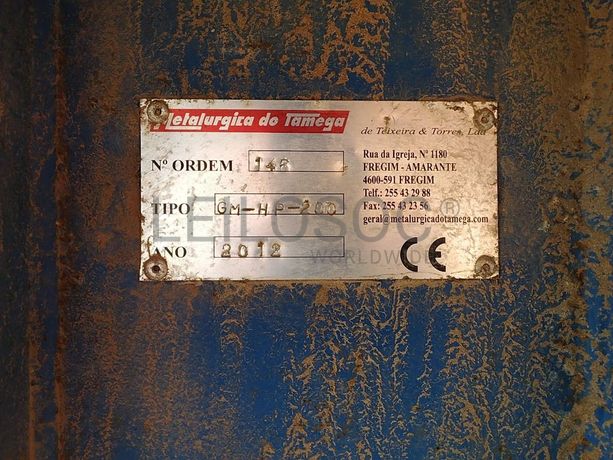 Metalurgica do Tamega
de Teixeira & Torres, Lda
Nº ORDEM 146
TIPO GM-HP-200
ANO 2012
Rua da Igreja, Nº 1180
FREGIM - AMARANTE
4600-591 FREGIM
Telf.: 255 43 29 88
Fax: 255 43 23 56
geral@metalurgicadotamega.com
CE
LEILOSOC®
WORLDWIDE